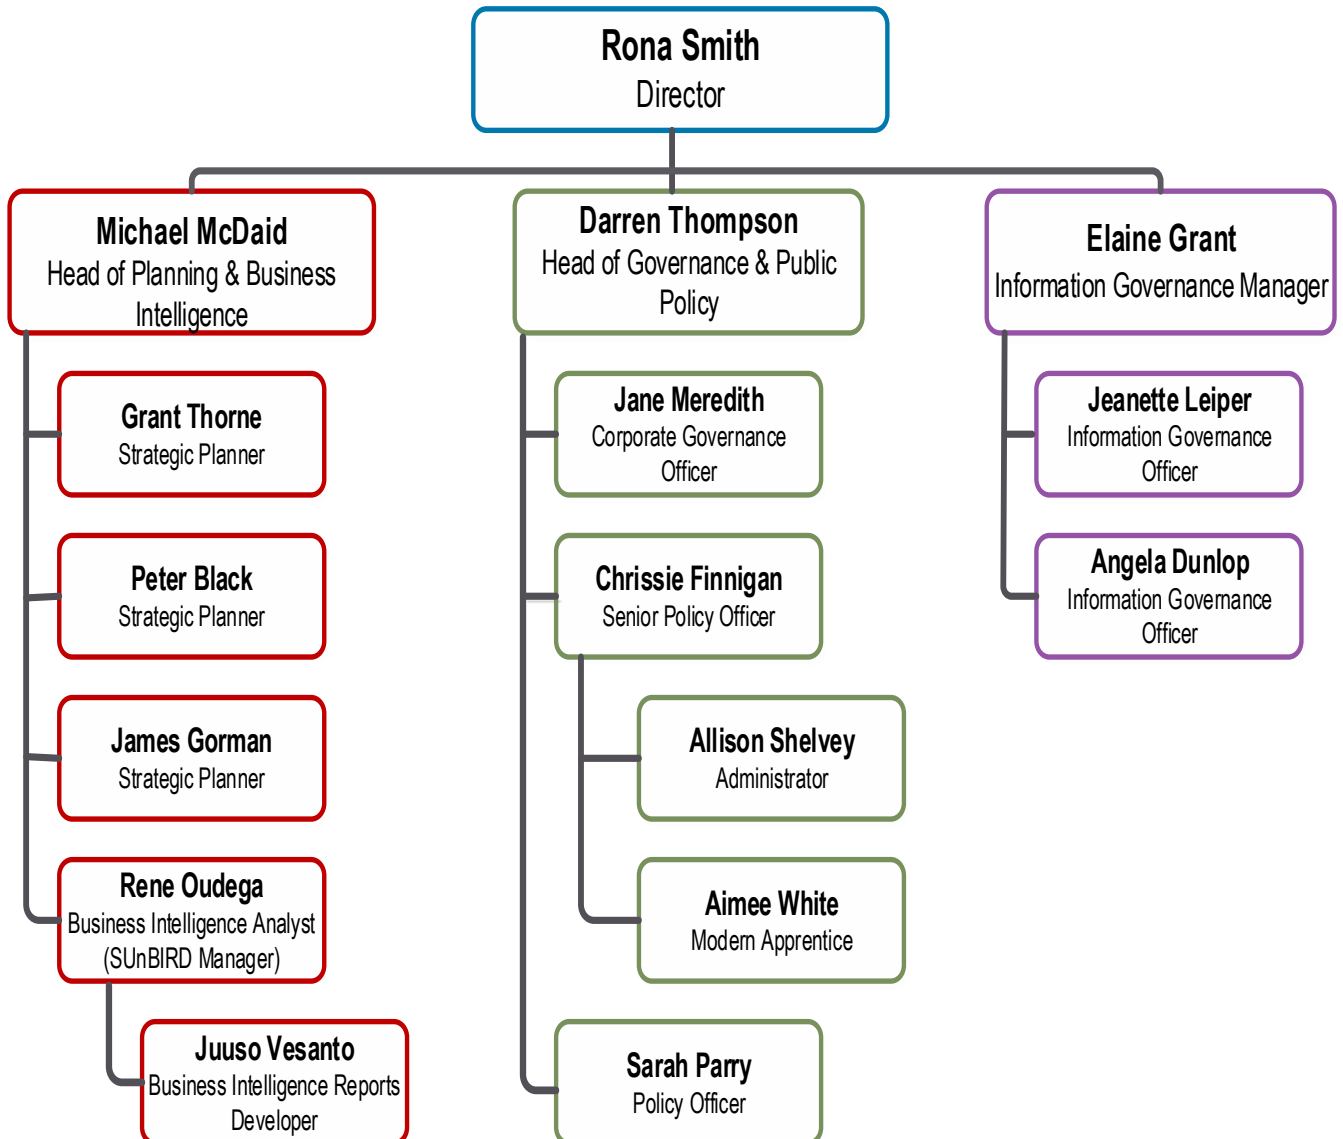 Rona Smith
Director
Michael McDaid
Head of Planning & Business
Intelligence
Grant Thorne
Strategic Planner
Peter Black
Strategic Planner
James Gorman
Strategic Planner
Rene Oudega
Business Intelligence Analyst
(SUnBIRD Manager)
Juuso Vesanto
Business Intelligence Reports
Developer
Darren Thompson
Head of Governance & Public
Policy
Jane Meredith
Corporate Governance
Officer
Chrissie Finnigan
Senior Policy Officer
Allison Shelvey
Administrator
Aimee White
Modern Apprentice
Sarah Parry
Policy Officer
Elaine Grant
Information Governance Manager
Jeanette Leiper
Information Governance
Officer
Angela Dunlop
Information Governance
Officer